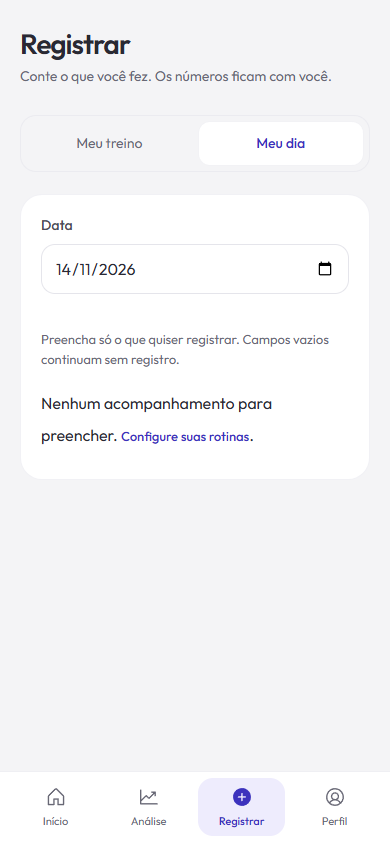 Registrar
Conte o que você fez. Os números ficam com você.
Meu treino
Meu dia
Data
14/11/2026
Preencha só o que quiser registrar. Campos vazios
continuam sem registro.
Nenhum acompanhamento para
preencher. Configure suas rotinas.
Início
Análise
Registrar
Perfil